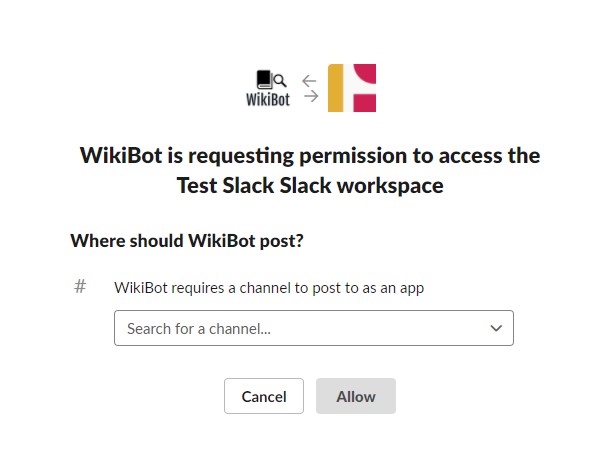 WikiBot
WikiBot is requesting permission to access the
Test Slack Slack workspace
Where should WikiBot post?
# WikiBot requires a channel to post to as an app
Search for a channel...
Cancel Allow